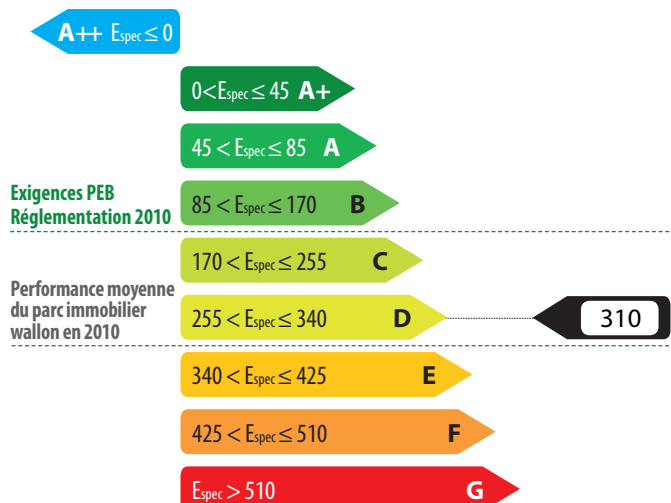 A++ Espec ≤ 0
0<Espec ≤ 45 A+
45 < Espec ≤ 85 A
Exigences PEB
Réglementation 2010
85 < Espec ≤ 170 B
170 < Espec ≤ 255 C
Performance moyenne
du parc immobilier
wallon en 2010
255 < Espec ≤ 340 D
310
340 < Espec ≤ 425 E
425 < Espec ≤ 510 F
Espec > 510 G